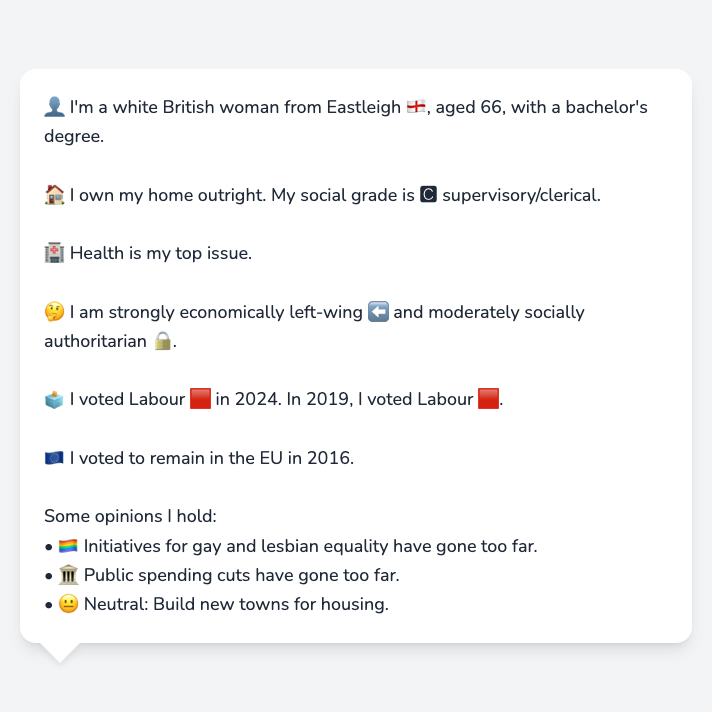 👤 I'm a white British woman from Eastleigh 🏴󠁧󠁢󠁥󠁮󠁧󠁿, aged 66, with a bachelor's
degree.
🏠 I own my home outright. My social grade is 🅲 supervisory/clerical.
🏥 Health is my top issue.
🤔 I am strongly economically left-wing ⬅️ and moderately socially
authoritarian 🔒.
🗳️ I voted Labour 🟥 in 2024. In 2019, I voted Labour 🟥.
🇪🇺 I voted to remain in the EU in 2016.
Some opinions I hold:
• 🏳️‍🌈 Initiatives for gay and lesbian equality have gone too far.
• 🏛️ Public spending cuts have gone too far.
• 😐 Neutral: Build new towns for housing.